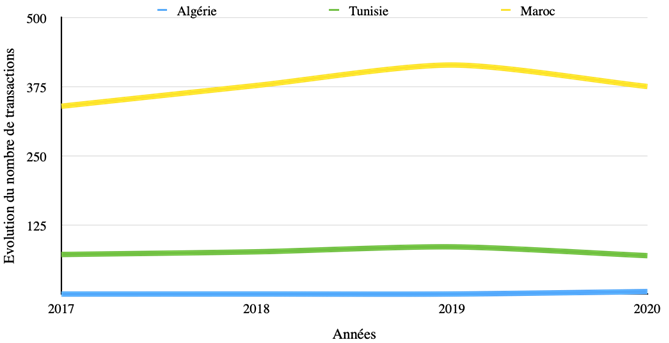 Algérie Tunisie Maroc
500
375
250
125
Evolution du nombre de transactions
2017 2018 2019 2020
Années